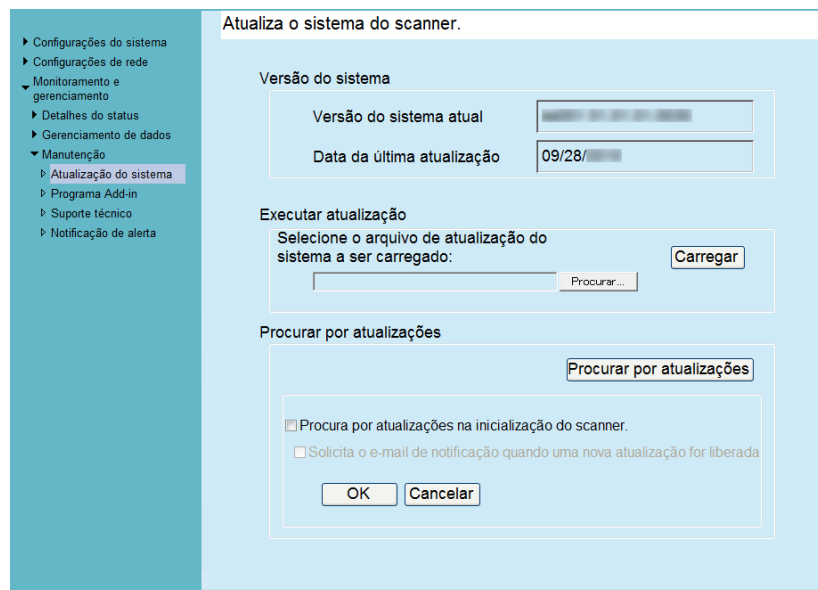 Configurações do sistema
Configurações de rede
Monitoramento e
gerenciamento
Detalhes do status
Gerenciamento de dados
Manutenção
Atualização do sistema
Programa Add-in
Suporte técnico
Notificação de alerta
Atualiza o sistema do scanner.
Versão do sistema
Versão do sistema atual
Data da última atualização
09/28/
Executar atualização
Selecione o arquivo de atualização do
sistema a ser carregado:
Carregar
Procurar...
Procurar por atualizações
Procurar por atualizações
Procura por atualizações na inicialização do scanner.
Solicita o e-mail de notificação quando uma nova atualização for liberada
OK
Cancelar